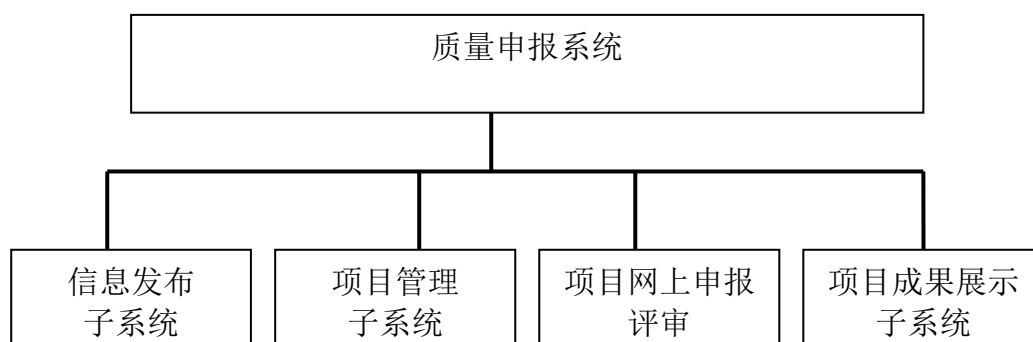 质量申报系统
信息发布
子系统
项目管理
子系统
项目网上申报
评审
项目成果展示
子系统